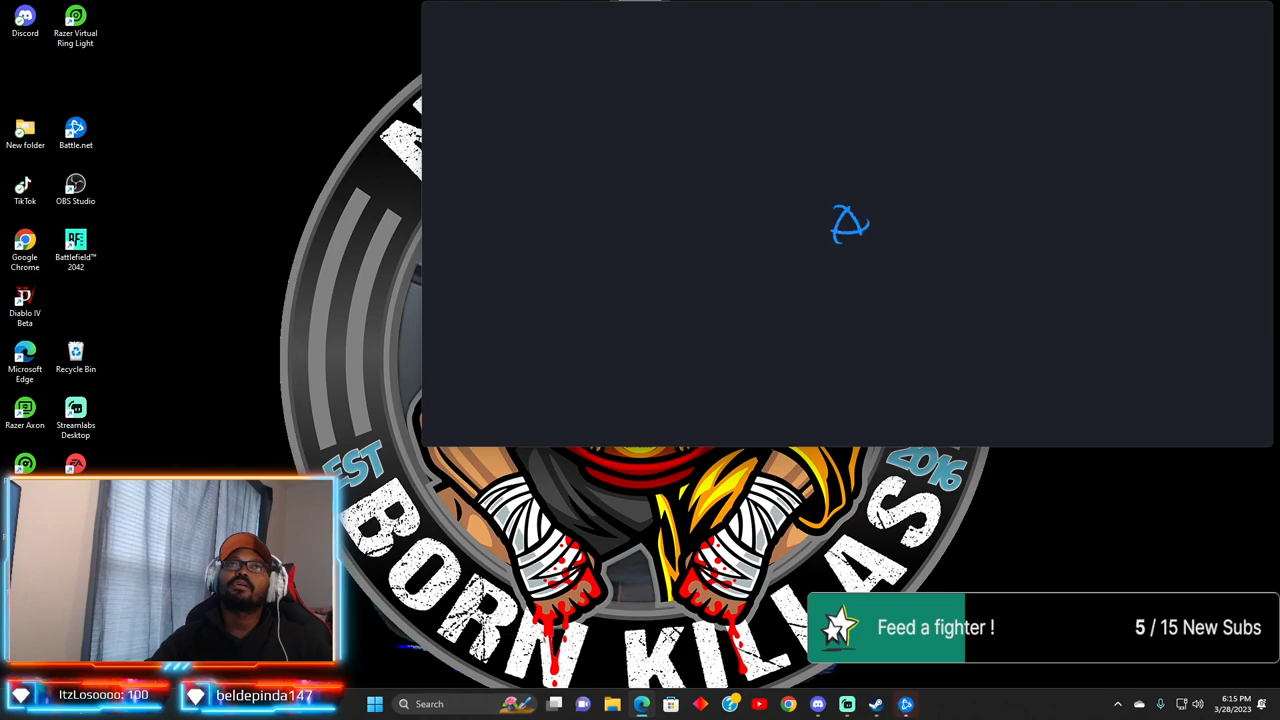 Discord
Razer Virtual
Ring Light
New folder
Battle.net
TikTok
OBS Studio
Google
Chrome
Battlefield™
2042
Diablo IV
Beta
Microsoft
Edge
Recycle Bin
Razer Axon
Streamlabs
Desktop
EST
2016
BORN KILLAS
Feed a fighter !
5 / 15 New Subs
ItzLosoooo: 100
beldepinda147
Search
6:15 PM
3/28/2023